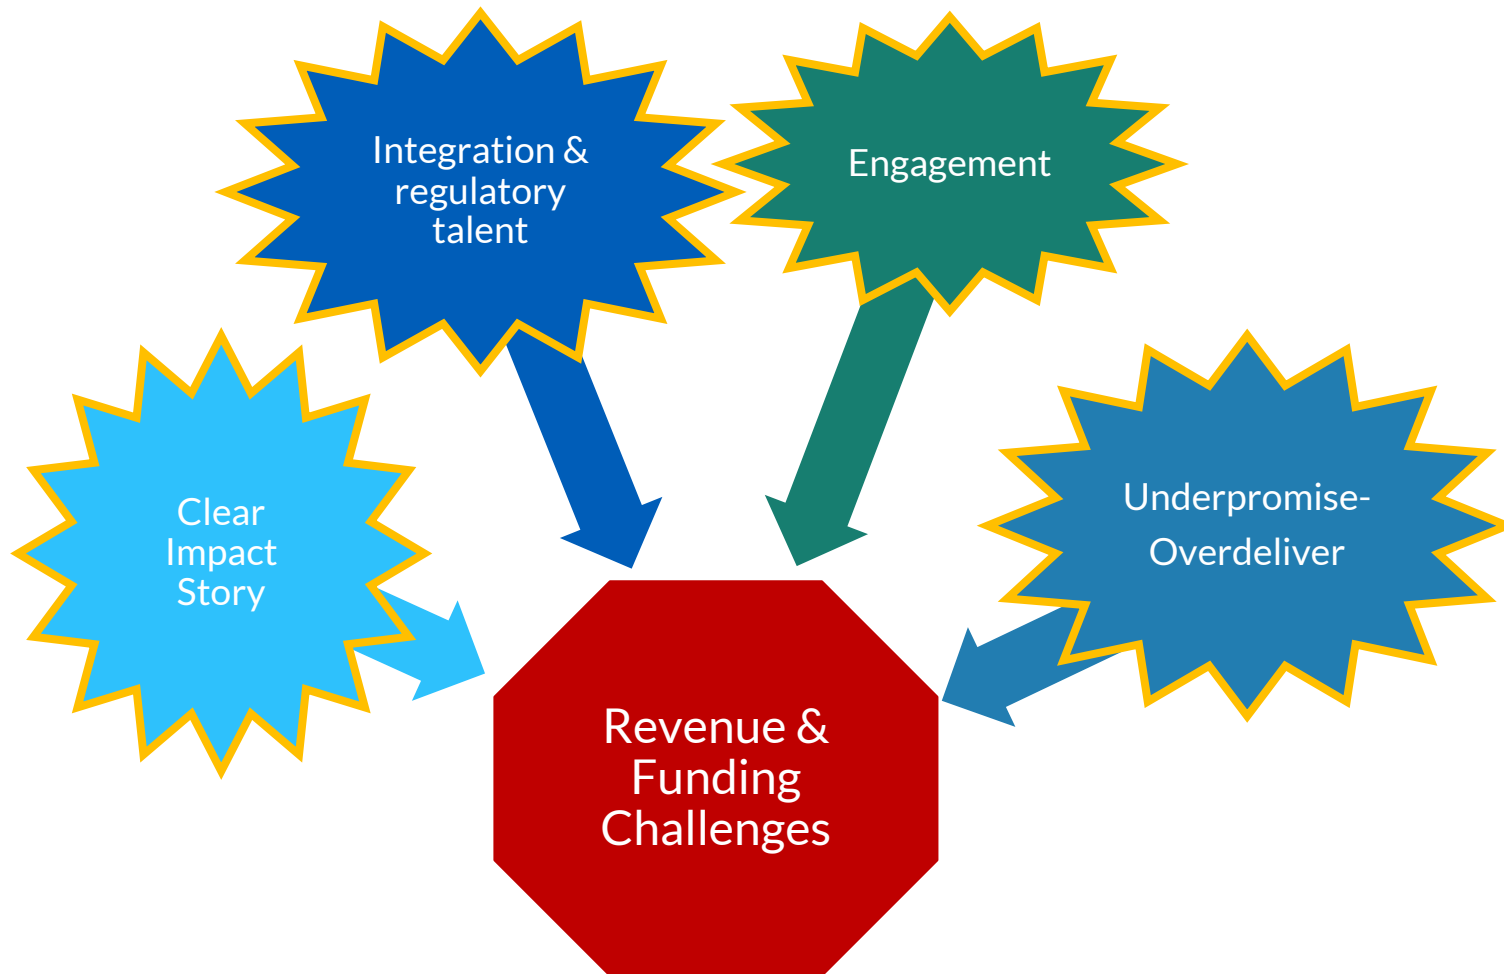 Integration &
regulatory
talent
Engagement
Clear
Impact
Story
Underpromise-
Overdeliver
Revenue &
Funding
Challenges